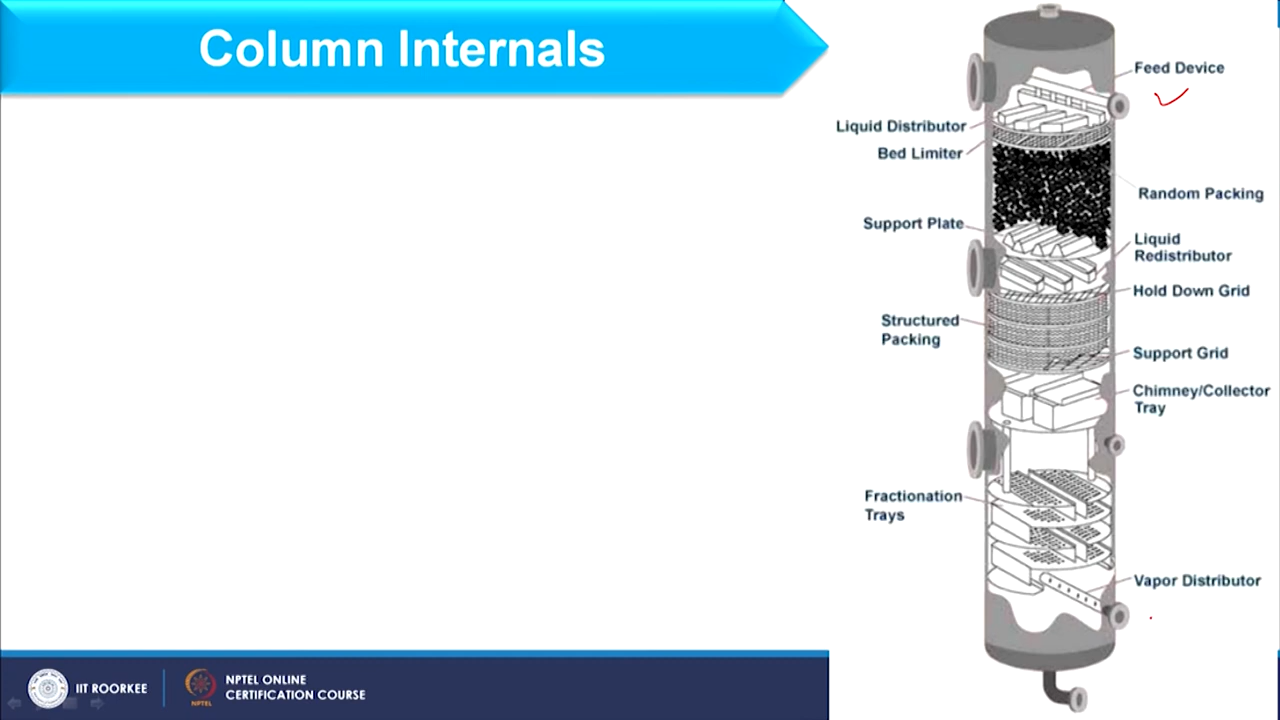 Column Internals
Feed Device
Liquid Distributor
Bed Limiter
Random Packing
Support Plate
Liquid
Redistributor
Hold Down Grid
Structured
Packing
Support Grid
Chimney/Collector
Tray
Fractionation
Trays
Vapor Distributor
IIT ROORKEE
NPTEL
NPTEL ONLINE
CERTIFICATION COURSE